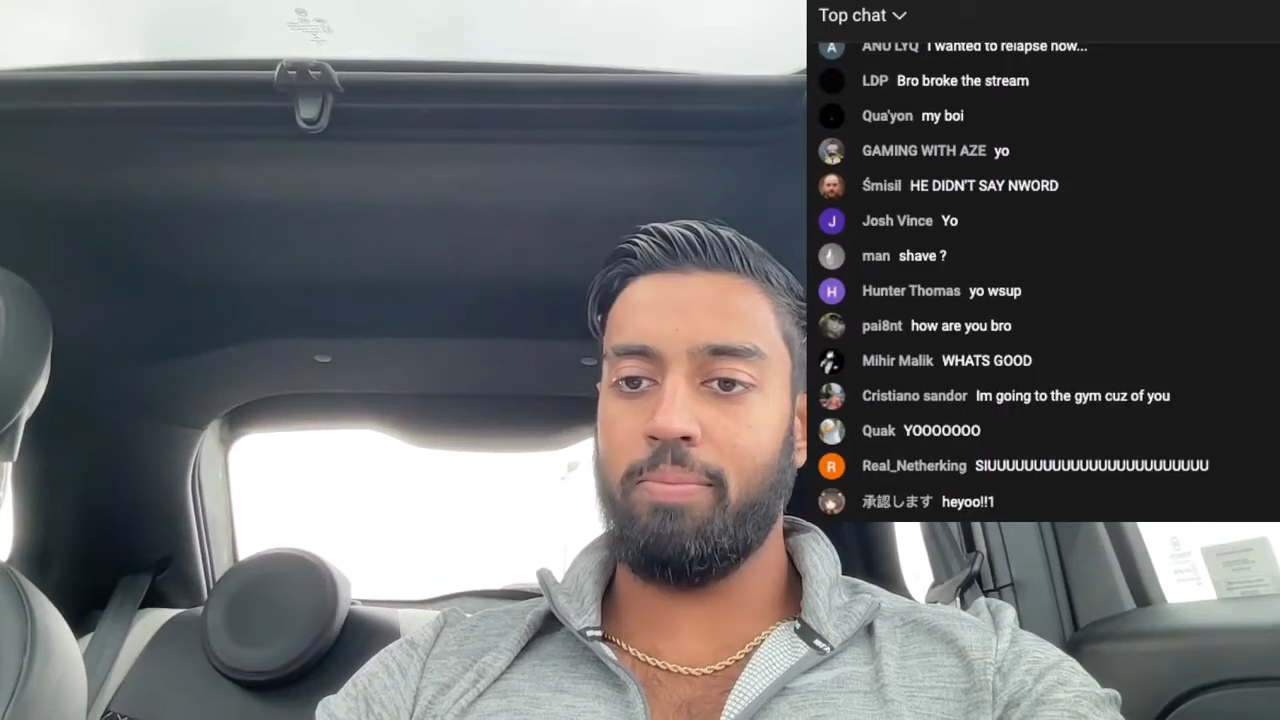 Top chat
ANU LYQ I wanted to relapse now...
LDP Bro broke the stream
Qua'yon my boi
GAMING WITH AZE yo
Śmisil HE DIDN'T SAY NWORD
Josh Vince Yo
man shave ?
Hunter Thomas yo wsup
pai8nt how are you bro
Mihir Malik WHATS GOOD
Cristiano sandor Im going to the gym cuz of you
Quak YOOOOOOO
Real_Netherking SIUUUUUUUUUUUUUUUUUUUUUUUU
承認します heyoo!!1